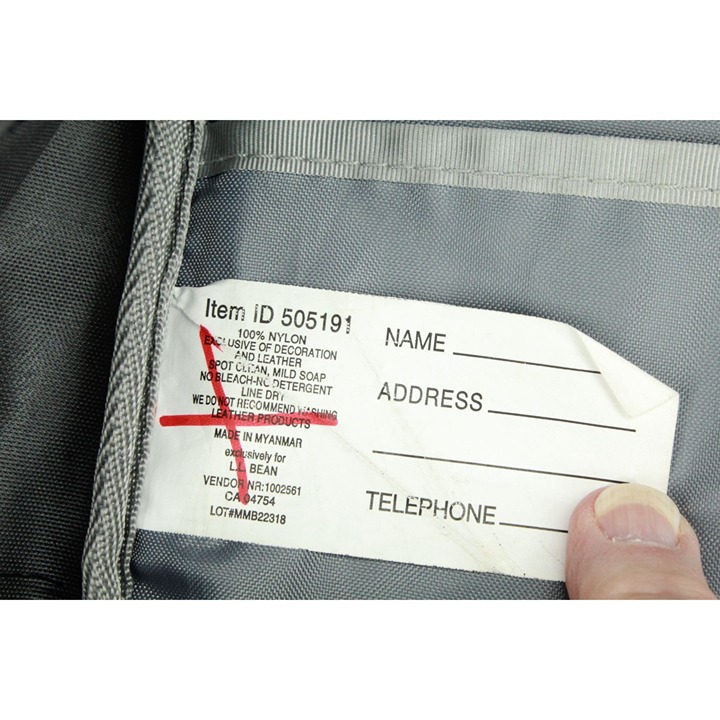 Item ID 505191
100% NYLON
EXCLUSIVE OF DECORATION
AND LEATHER
SPOT CLEAN, MILD SOAP
NO BLEACH-NO DETERGENT
LINE DRY
WE DO NOT RECOMMEND WASHING
LEATHER PRODUCTS
MADE IN MYANMAR
exclusively for
L.L. BEAN
VENDOR NR:1002561
CA 04754
LOT#MMB22318
NAME
ADDRESS
TELEPHONE